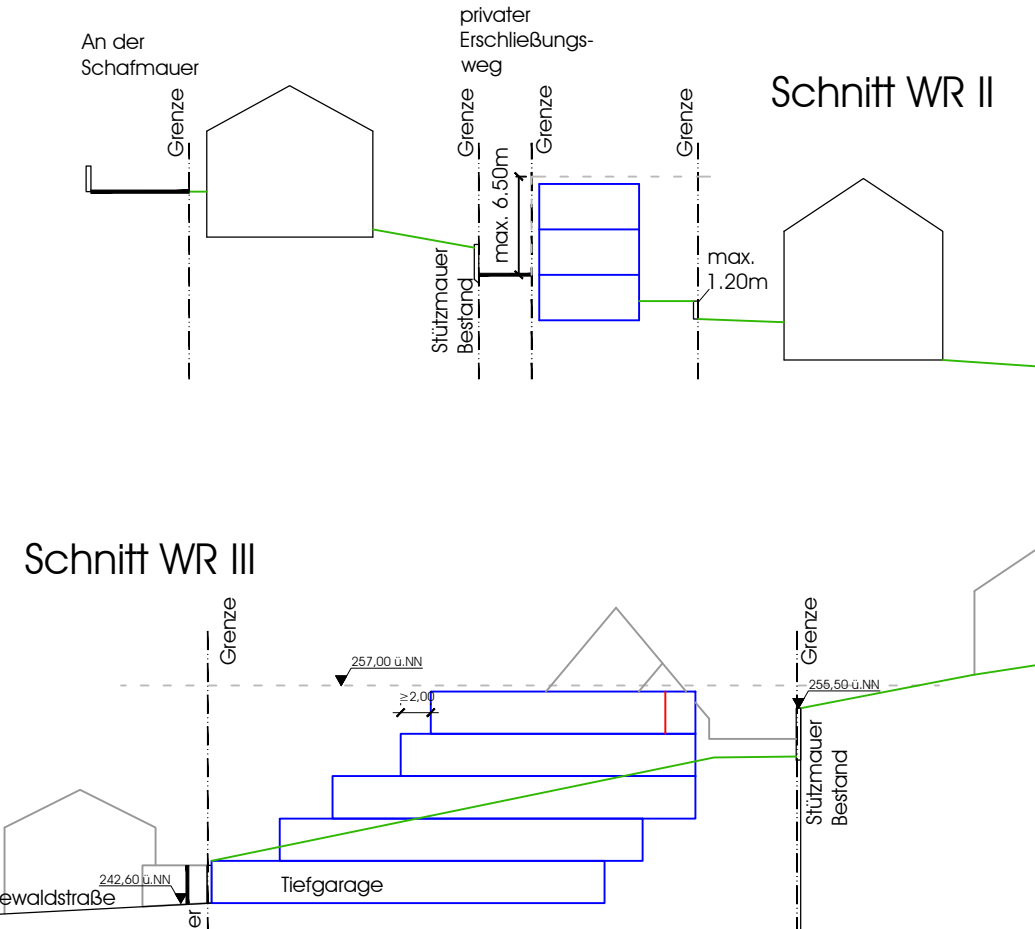 An der
Schafmauer
privater
Erschließungs-
weg
Schnitt WR II
Grenze
Grenze
Grenze
Grenze
max. 6.50m
Stützmauer
Bestand
max.
1.20m
Schnitt WR III
Grenze
Grenze
257,00 ü.NN
≥2,00
255,50 ü.NN
Stützmauer
Bestand
242,60 ü.NN
ewaldstraße
Tiefgarage
er